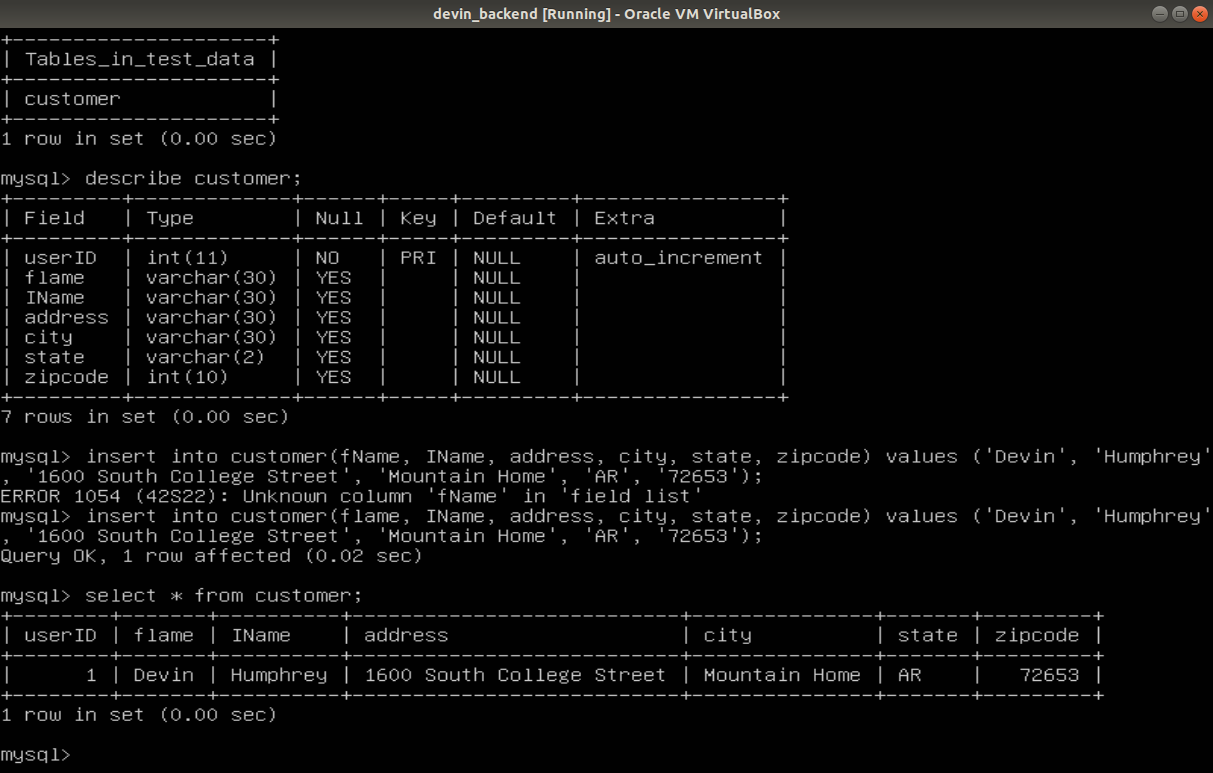 devin_backend [Running] - Oracle VM VirtualBox
+---------------------+
| Tables_in_test_data |
+---------------------+
| customer            |
+---------------------+
1 row in set (0.00 sec)
mysql> describe customer;
+----------+-------------+------+-----+---------+----------------+
| Field    | Type        | Null | Key | Default | Extra          |
+----------+-------------+------+-----+---------+----------------+
| userID   | int(11)     | NO   | PRI | NULL    | auto_increment |
| flame    | varchar(30) | YES  |     | NULL    |                |
| IName    | varchar(30) | YES  |     | NULL    |                |
| address  | varchar(30) | YES  |     | NULL    |                |
| city     | varchar(30) | YES  |     | NULL    |                |
| state    | varchar(2)  | YES  |     | NULL    |                |
| zipcode  | int(10)     | YES  |     | NULL    |                |
+----------+-------------+------+-----+---------+----------------+
7 rows in set (0.00 sec)
mysql> insert into customer(fName, IName, address, city, state, zipcode) values ('Devin', 'Humphrey'
, '1600 South College Street', 'Mountain Home', 'AR', '72653');
ERROR 1054 (42S22): Unknown column 'fName' in 'field list'
mysql> insert into customer(flame, IName, address, city, state, zipcode) values ('Devin', 'Humphrey'
, '1600 South College Street', 'Mountain Home', 'AR', '72653');
Query OK, 1 row affected (0.02 sec)
mysql> select * from customer;
+--------+-------+----------+---------------------------+---------------+-------+---------+
| userID | flame | IName    | address                   | city          | state | zipcode |
+--------+-------+----------+---------------------------+---------------+-------+---------+
|      1 | Devin | Humphrey | 1600 South College Street | Mountain Home | AR    |   72653 |
+--------+-------+----------+---------------------------+---------------+-------+---------+
1 row in set (0.00 sec)
mysql>